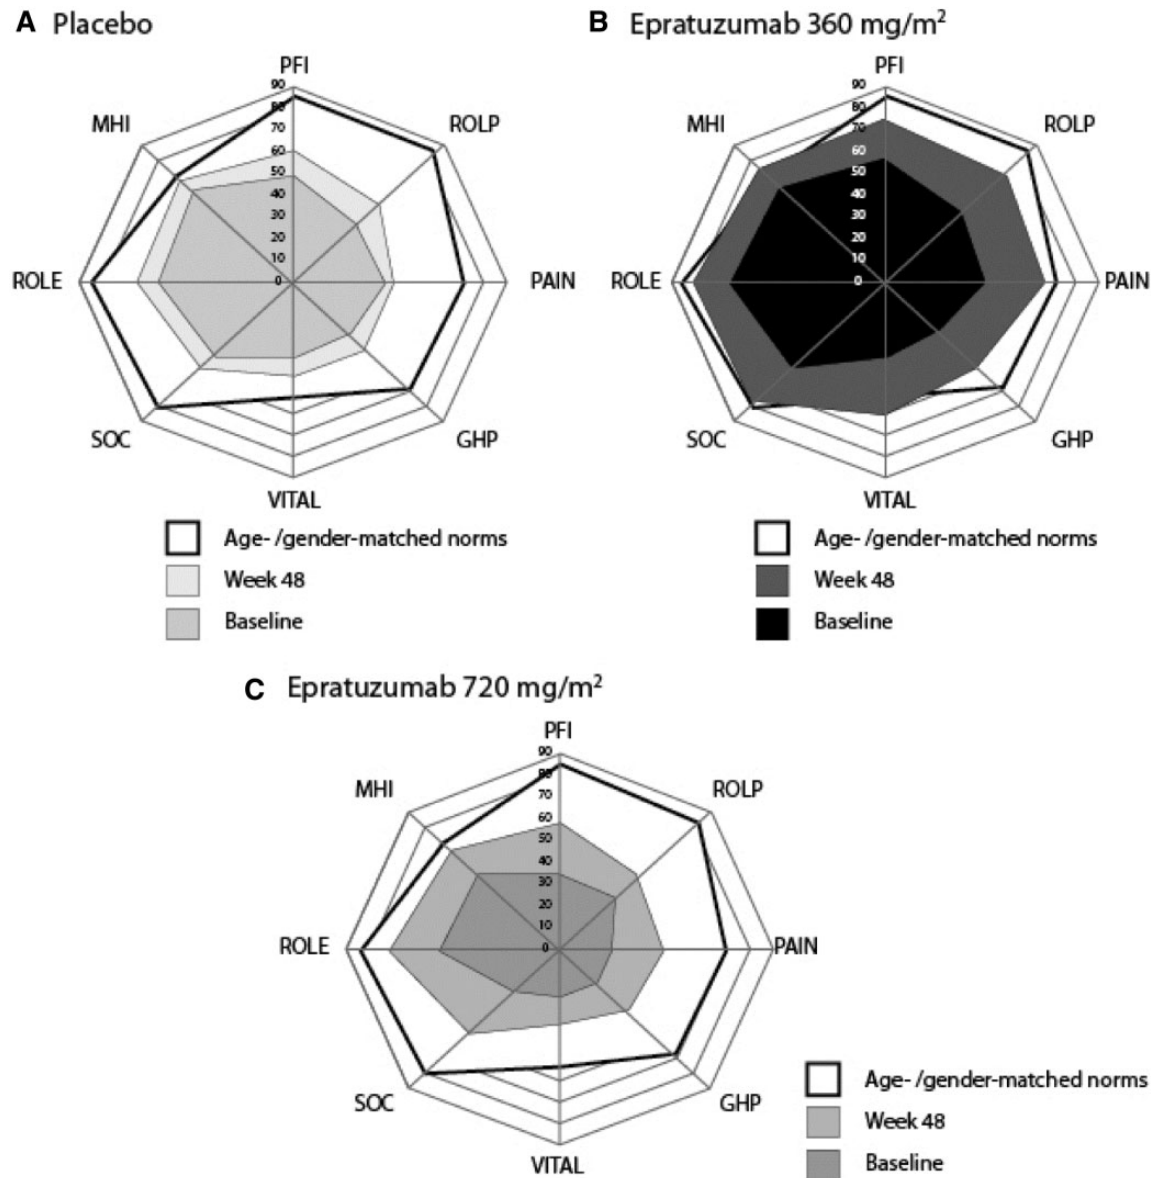 A Placebo
PFI
90
80
70
60
50
40
30
20
10
0
MHI
ROLP
ROLE
PAIN
SOC
GHP
VITAL
Age- /gender-matched norms
Week 48
Baseline
B Epratuzumab 360 mg/m²
PFI
90
80
70
60
50
40
30
20
10
0
MHI
ROLP
ROLE
PAIN
SOC
GHP
VITAL
Age- /gender-matched norms
Week 48
Baseline
C Epratuzumab 720 mg/m²
PFI
90
80
70
60
50
40
30
20
10
0
MHI
ROLP
ROLE
PAIN
SOC
GHP
VITAL
Age- /gender-matched norms
Week 48
Baseline